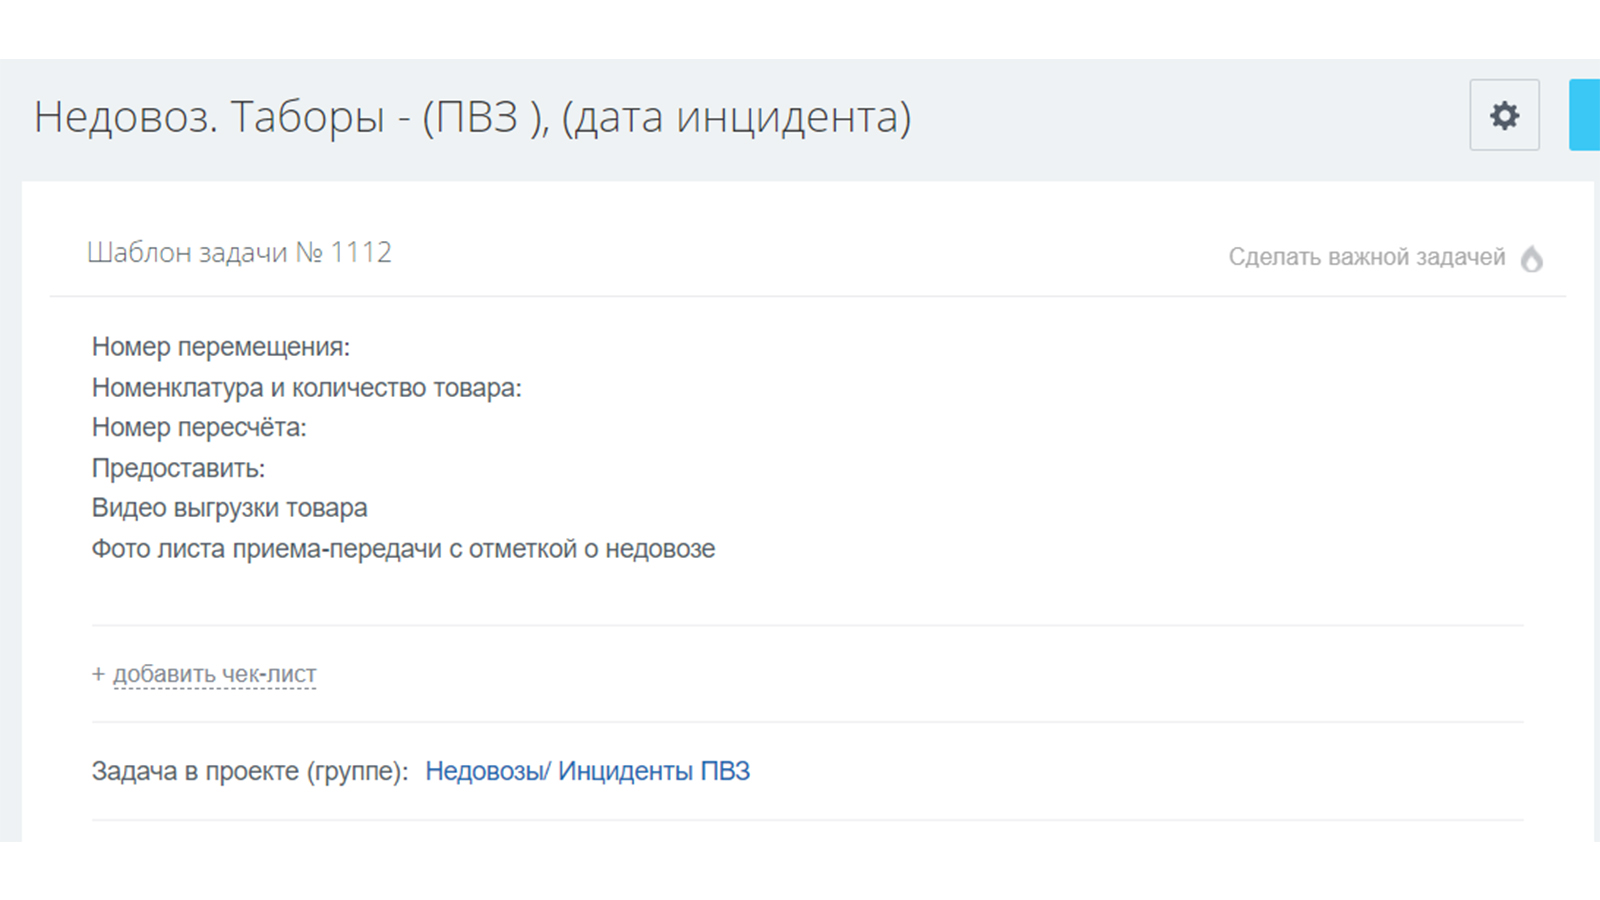 Недовоз. Таборы - (ПВЗ ), (дата инцидента)
Шаблон задачи № 1112
Сделать важной задачей
Номер перемещения:
Номенклатура и количество товара:
Номер пересчёта:
Предоставить:
Видео выгрузки товара
Фото листа приема-передачи с отметкой о недовозе
+ добавить чек-лист
Задача в проекте (группе): Недовозы/ Инциденты ПВЗ